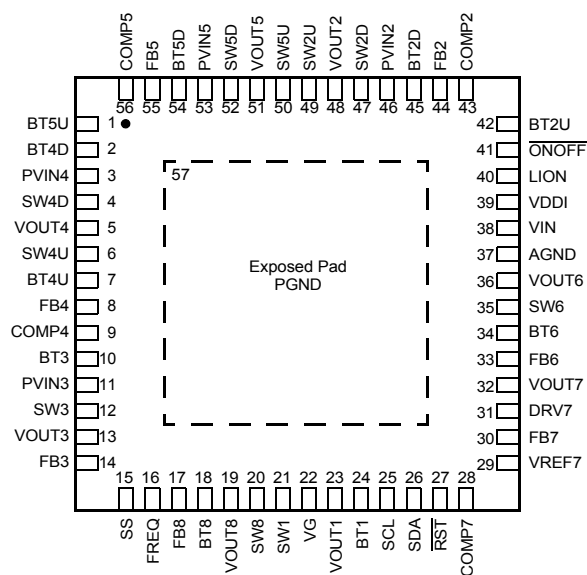 COMP5
FB5
BT5D
PVIN5
SW5D
VOUT5
SW5U
SW2U
VOUT2
SW2D
PVIN2
BT2D
FB2
COMP2
56 55 54 53 52 51 50 49 48 47 46 45 44 43
BT5U 1
BT4D 2
PVIN4 3
SW4D 4
VOUT4 5
SW4U 6
BT4U 7
FB4 8
COMP4 9
BT3 10
PVIN3 11
SW3 12
VOUT3 13
FB3 14
57
Exposed Pad
PGND
42 BT2U
41 ONOFF
40 LION
39 VDDI
38 VIN
37 AGND
36 VOUT6
35 SW6
34 BT6
33 FB6
32 VOUT7
31 DRV7
30 FB7
29 VREF7
15 16 17 18 19 20 21 22 23 24 25 26 27 28
SS
FREQ
FB8
BT8
VOUT8
SW8
SW1
VG
VOUT1
BT1
SCL
SDA
RST
COMP7